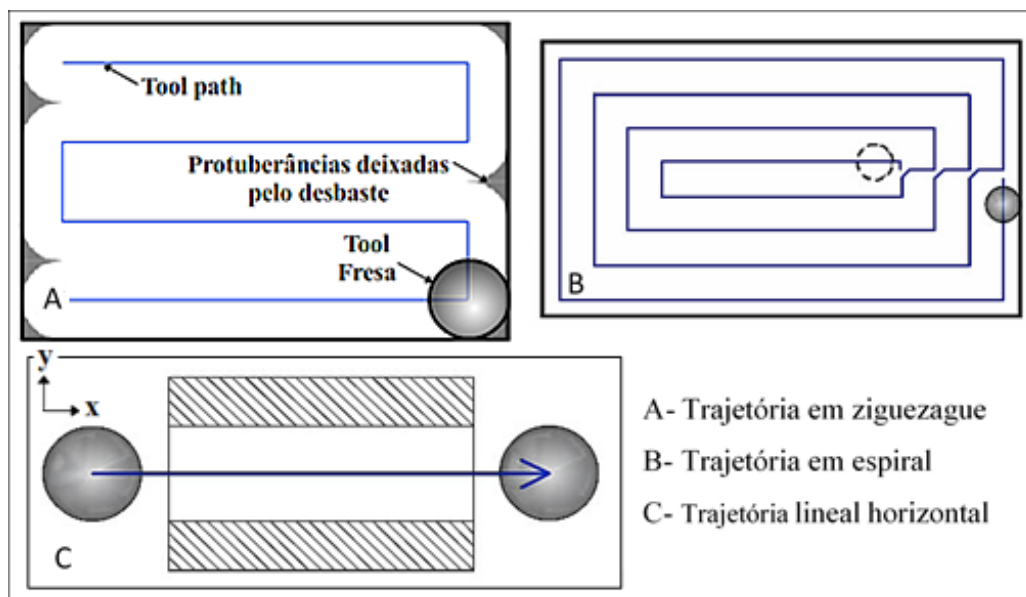 Tool path
Protuberâncias deixadas
pelo desbaste
Tool
Fresa
A
B
y
x
C
A- Trajetória em ziguezague
B- Trajetória em espiral
C- Trajetória lineal horizontal